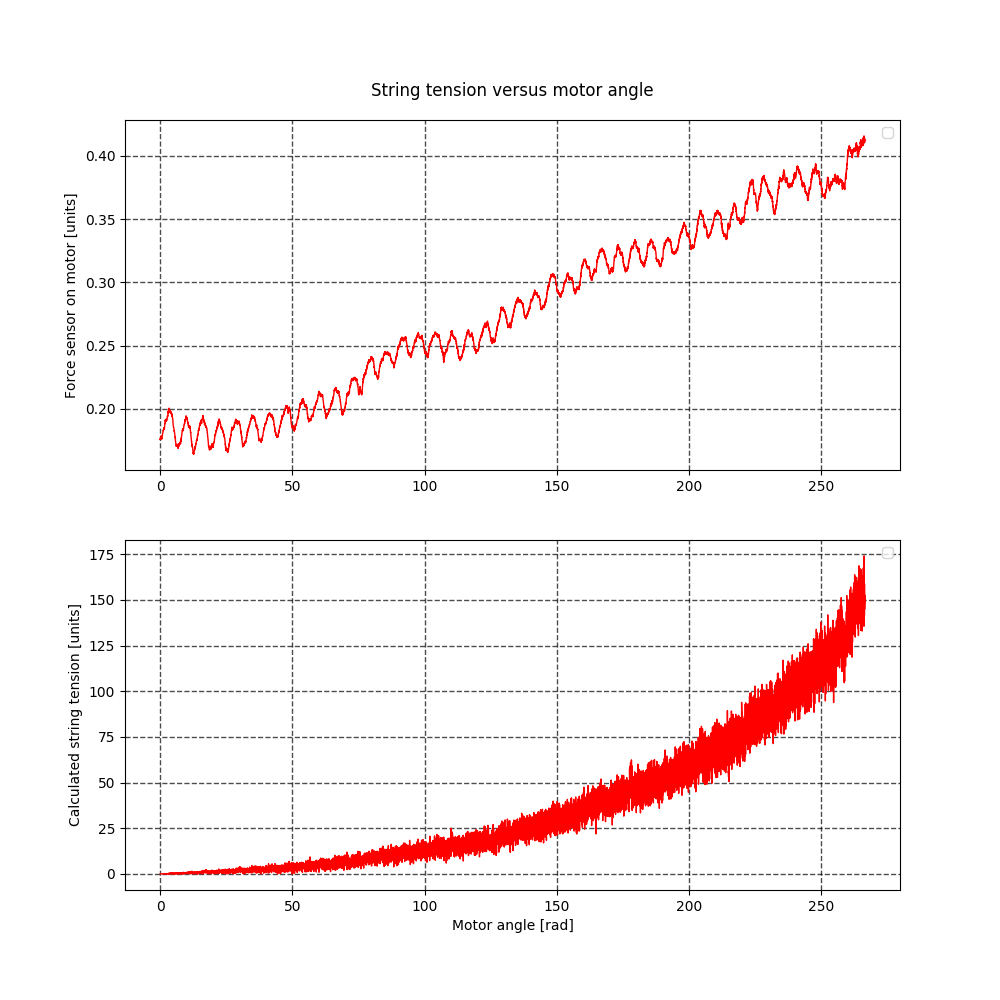 String tension versus motor angle
Force sensor on motor [units]
0.40
0.35
0.30
0.25
0.20
0 50 100 150 200 250
Calculated string tension [units]
175
150
125
100
75
50
25
0
0 50 100 150 200 250
Motor angle [rad]